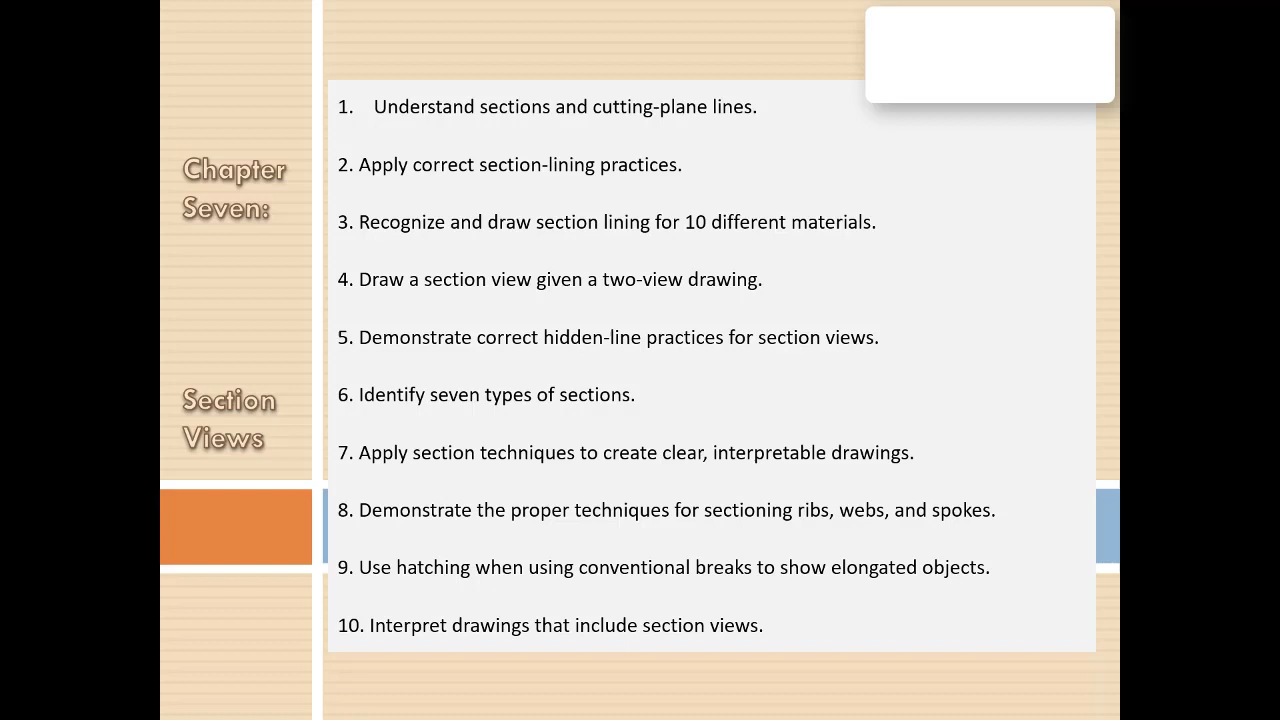 Chapter
Seven:
Section
Views
1. Understand sections and cutting-plane lines.
2. Apply correct section-lining practices.
3. Recognize and draw section lining for 10 different materials.
4. Draw a section view given a two-view drawing.
5. Demonstrate correct hidden-line practices for section views.
6. Identify seven types of sections.
7. Apply section techniques to create clear, interpretable drawings.
8. Demonstrate the proper techniques for sectioning ribs, webs, and spokes.
9. Use hatching when using conventional breaks to show elongated objects.
10. Interpret drawings that include section views.